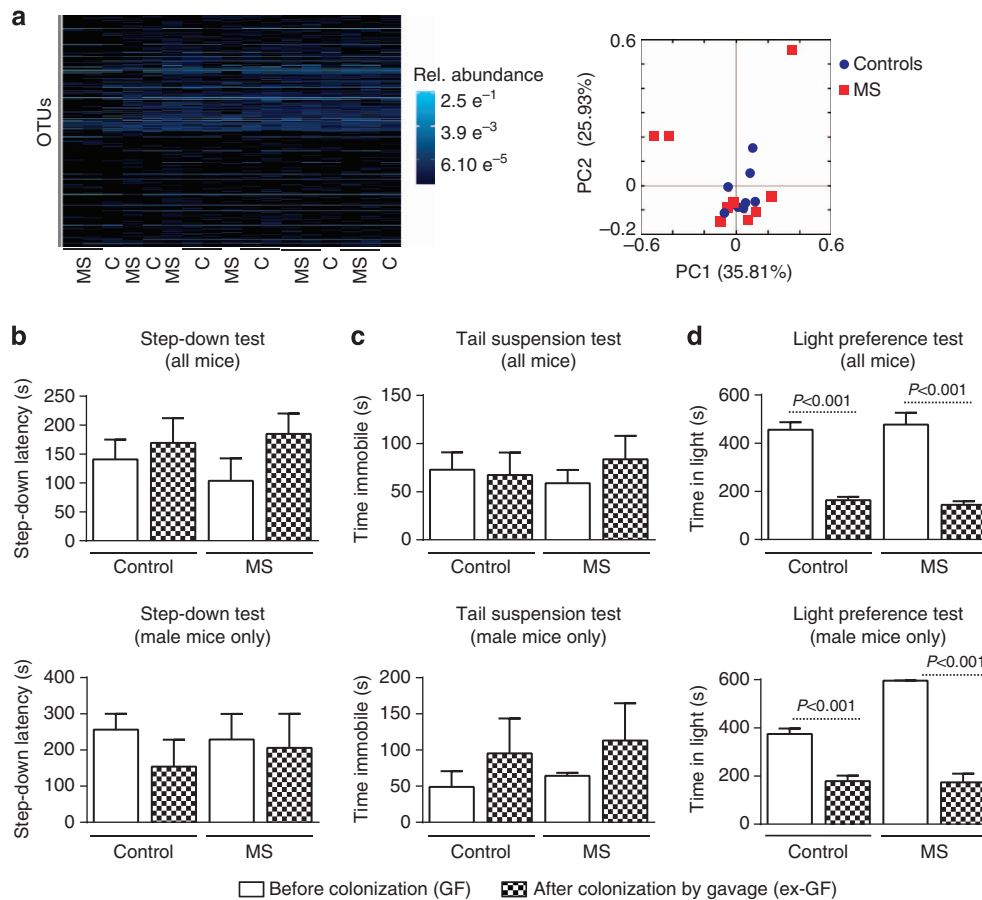 a
OTUs
MS
C
MS
C
MS
C
MS
C
MS
C
MS
C
Rel. abundance
2.5 e−1
3.9 e−3
6.10 e−5
0.6
0
−0.2
PC2 (25.93%)
−0.6
0
0.6
PC1 (35.81%)
Controls
MS
b
Step-down test
(all mice)
Step-down latency (s)
250
200
150
100
50
0
Control
MS
c
Tail suspension test
(all mice)
Time immobile (s)
150
100
50
0
Control
MS
d
Light preference test
(all mice)
Time in light (s)
600
400
200
0
P<0.001
P<0.001
Control
MS
Step-down test
(male mice only)
Step-down latency (s)
400
300
200
100
0
Control
MS
Tail suspension test
(male mice only)
Time immobile (s)
200
150
100
50
0
Control
MS
Light preference test
(male mice only)
Time in light (s)
600
400
200
0
P<0.001
P<0.001
Control
MS
Before colonization (GF)
After colonization by gavage (ex-GF)